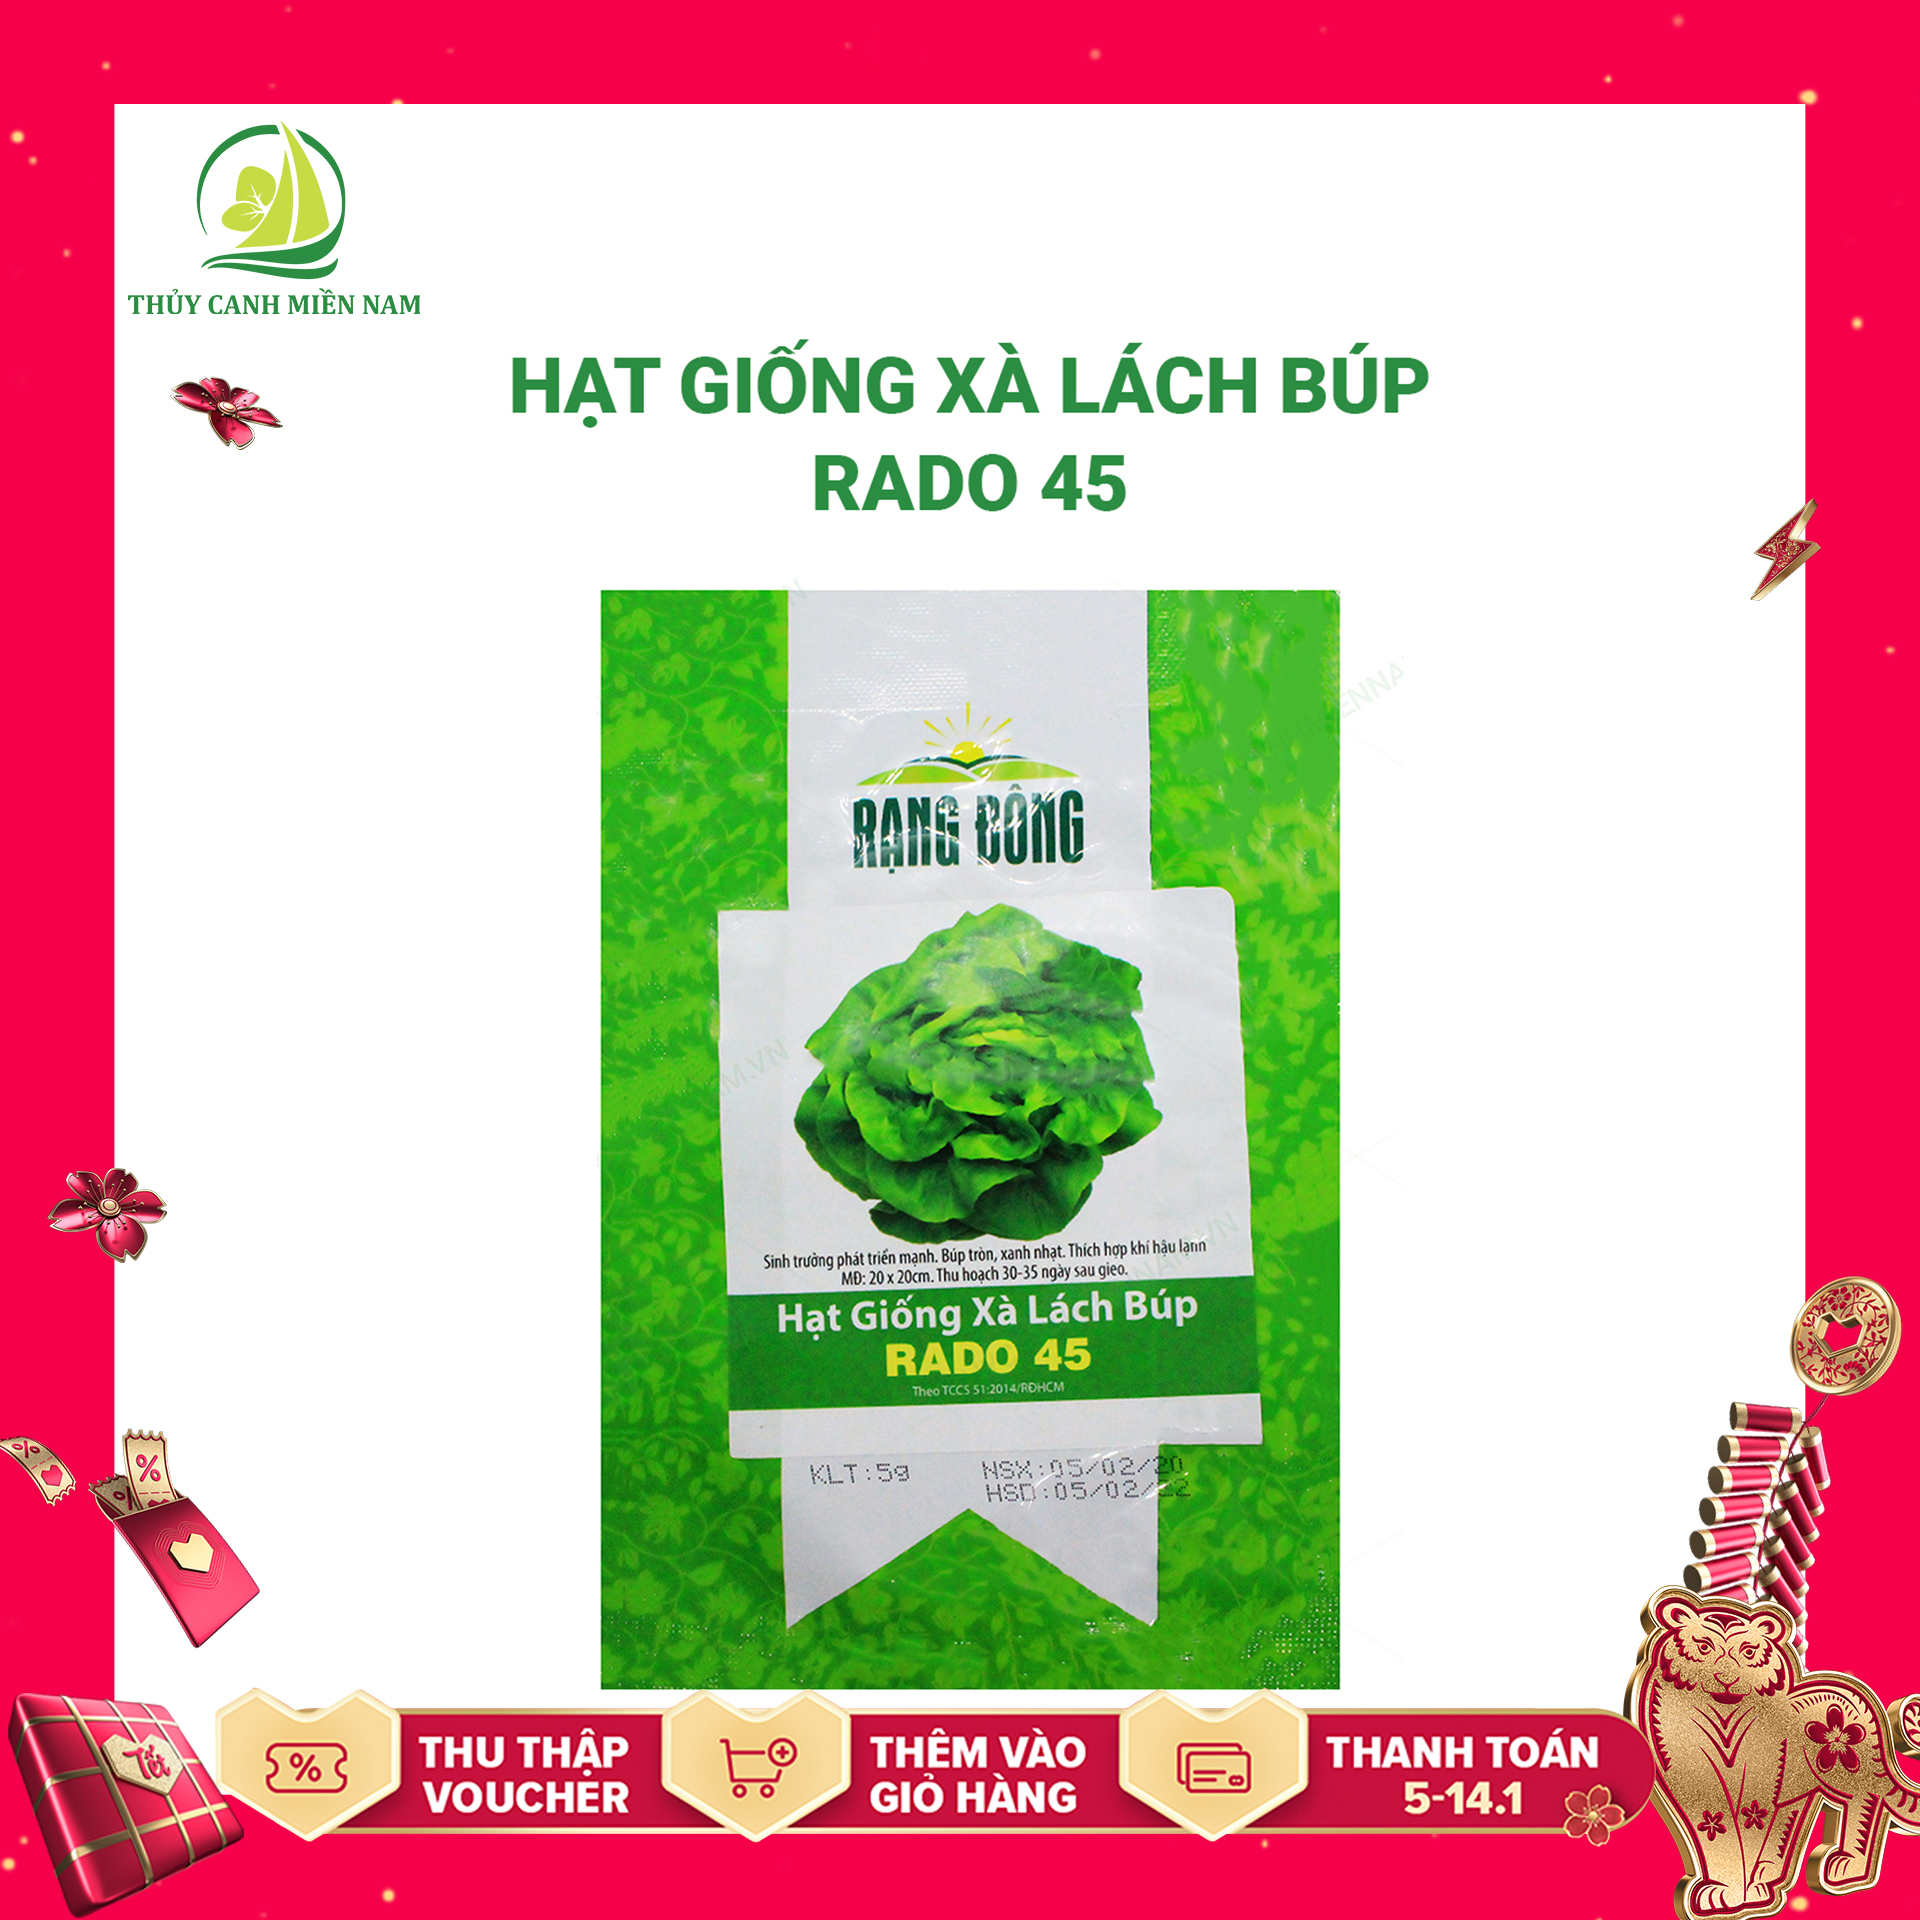 THỦY CANH MIỀN NAM
HẠT GIỐNG XÀ LÁCH BÚP
RADO 45
RẠNG ĐÔNG
Sinh trưởng phát triển mạnh. Búp tròn, xanh nhạt. Thích hợp khí hậu lạnh
MĐ: 20 x 20cm. Thu hoạch 30-35 ngày sau gieo.
Hạt Giống Xà Lách Búp
RADO 45
Theo TCCS 51:2014/RĐHCM
KLT:5g
NSX:05/02/20
HSD:05/02/22
Tết
THU THẬP
VOUCHER
THÊM VÀO
GIỎ HÀNG
THANH TOÁN
5-14.1